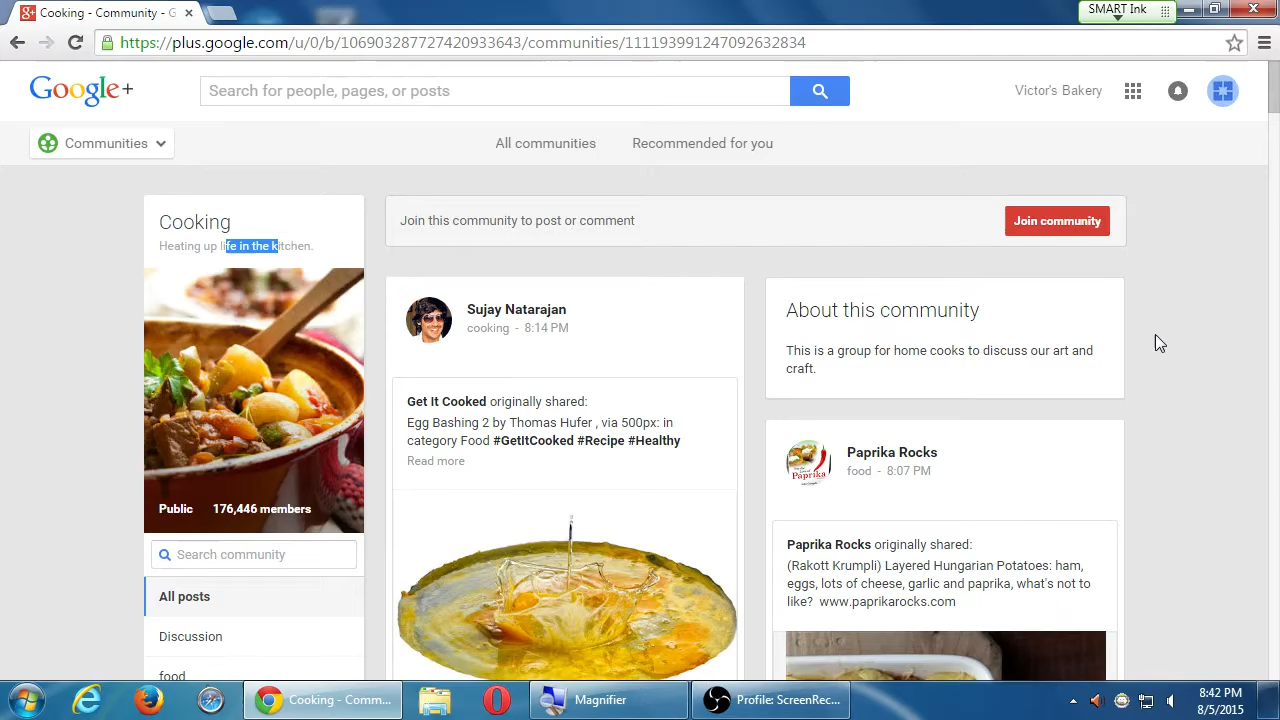 Cooking - Community - G
SMART Ink
https://plus.google.com/u/0/b/106903287727420933643/communities/111193991247092632834
Google+
Search for people, pages, or posts
Victor's Bakery
Communities
All communities
Recommended for you
Cooking
Heating up life in the kitchen.
Public 176,446 members
Search community
All posts
Discussion
food
Join this community to post or comment
Join community
Sujay Natarajan
cooking - 8:14 PM
Get It Cooked originally shared:
Egg Bashing 2 by Thomas Hufer , via 500px: in
category Food #GetItCooked #Recipe #Healthy
Read more
About this community
This is a group for home cooks to discuss our art and
craft.
Paprika Rocks
food - 8:07 PM
Paprika
Paprika Rocks originally shared:
(Rakott Krumpli) Layered Hungarian Potatoes: ham,
eggs, lots of cheese, garlic and paprika, what's not to
like? www.paprikarocks.com
Cooking - Comm...
Magnifier
Profile: ScreenRec...
8:42 PM
8/5/2015